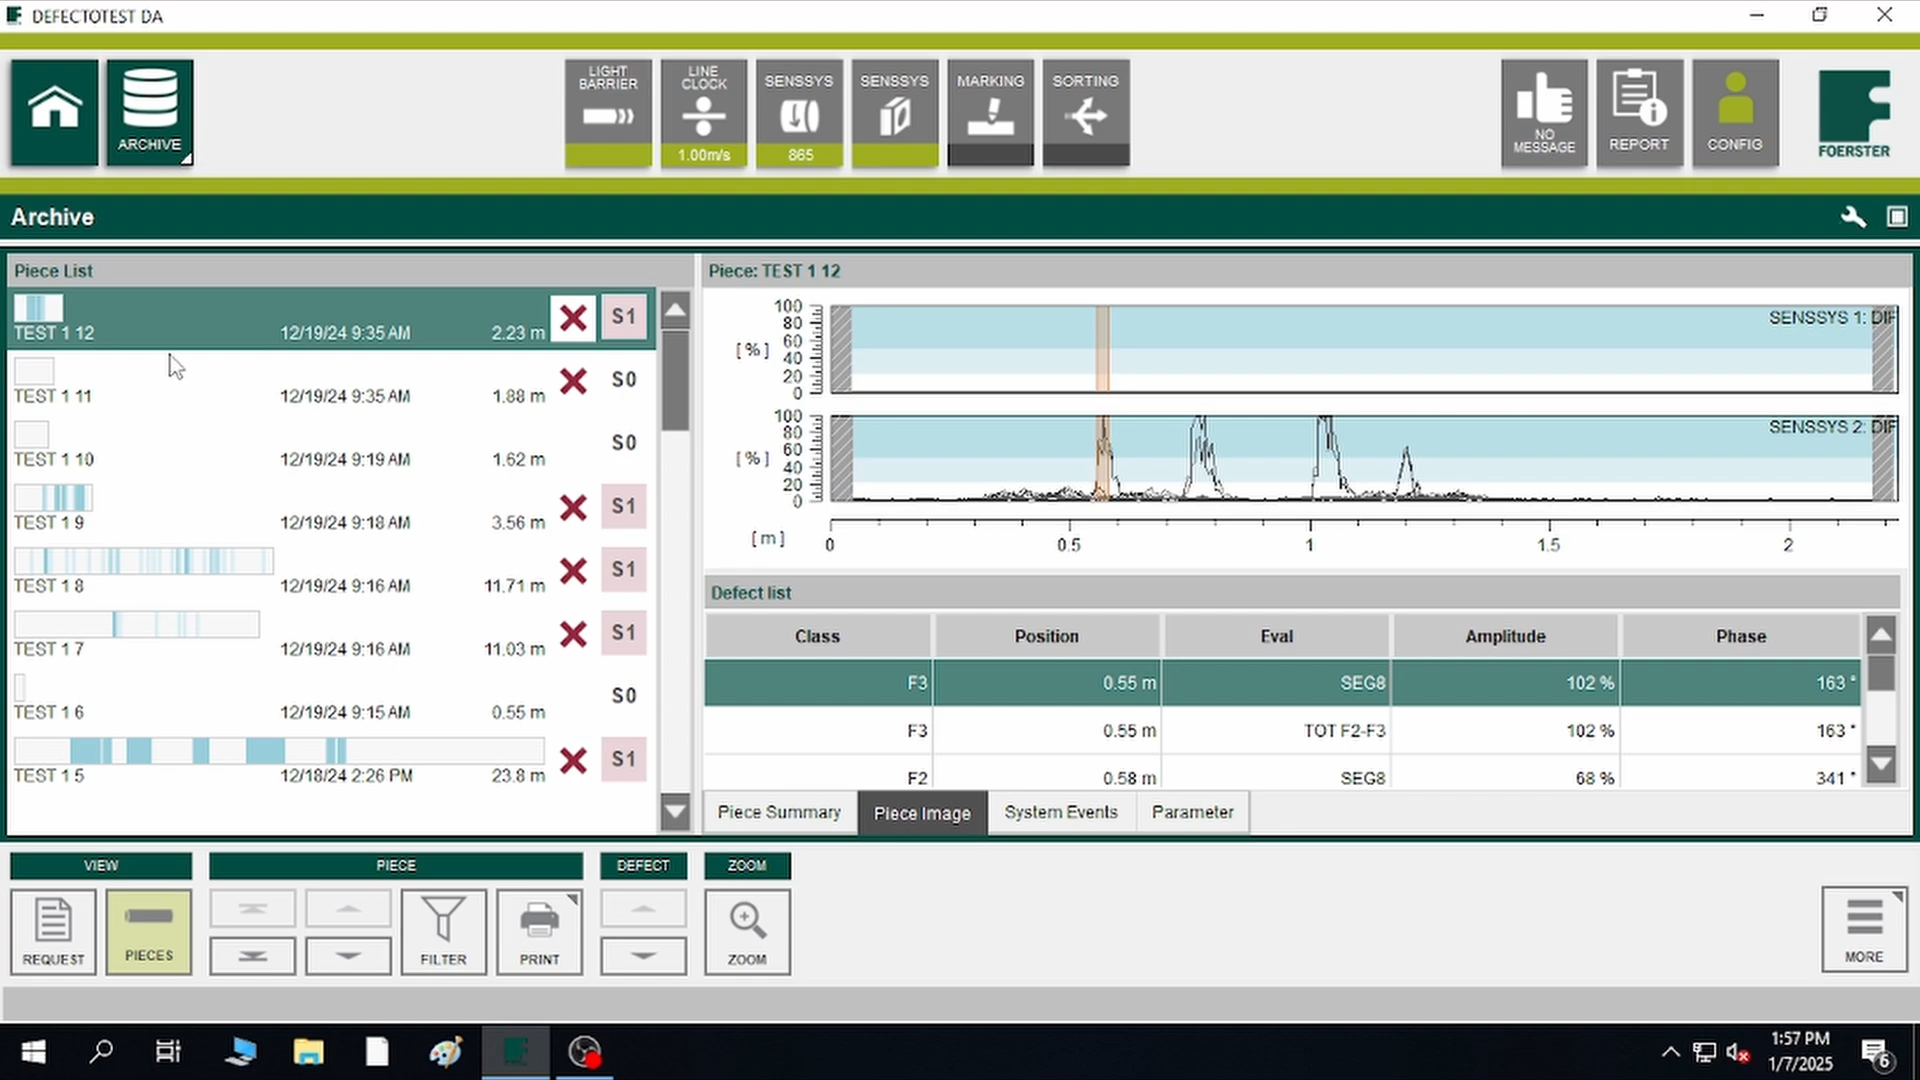 DEFECTOTEST DA
ARCHIVE
LIGHT
BARRIER
LINE
CLOCK
1.00m/s
SENSSYS
865
SENSSYS
MARKING
SORTING
NO
MESSAGE
REPORT
CONFIG
FOERSTER
Archive
Piece List
TEST 1 12 12/19/24 9:35 AM 2.23 m S1
TEST 1 11 12/19/24 9:35 AM 1.88 m S0
TEST 1 10 12/19/24 9:19 AM 1.62 m S0
TEST 1 9 12/19/24 9:18 AM 3.56 m S1
TEST 1 8 12/19/24 9:16 AM 11.71 m S1
TEST 1 7 12/19/24 9:16 AM 11.03 m S1
TEST 1 6 12/19/24 9:15 AM 0.55 m S0
TEST 1 5 12/18/24 2:26 PM 23.8 m S1
Piece: TEST 1 12
100
80
60
40
20
0
[ % ]
SENSSYS 1: DIF
100
80
60
40
20
0
[ % ]
SENSSYS 2: DIF
[ m ]
0 0.5 1 1.5 2
Defect list
Class Position Eval Amplitude Phase
F3 0.55 m SEG8 102 % 163 °
F3 0.55 m TOT F2-F3 102 % 163 °
F2 0.58 m SEG8 68 % 341 °
Piece Summary Piece Image System Events Parameter
VIEW PIECE DEFECT ZOOM
REQUEST PIECES FILTER PRINT ZOOM MORE
1:57 PM
1/7/2025
6